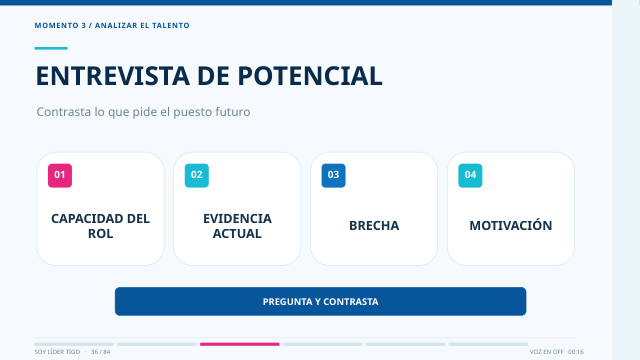 MOMENTO 3 / ANALIZAR EL TALENTO
ENTREVISTA DE POTENCIAL
Contrasta lo que pide el puesto futuro
01
CAPACIDAD DEL
ROL
02
EVIDENCIA
ACTUAL
03
BRECHA
04
MOTIVACIÓN
PREGUNTA Y CONTRASTA
SOY LÍDER TIGO · 36 / 84
VOZ EN OFF · 00:16